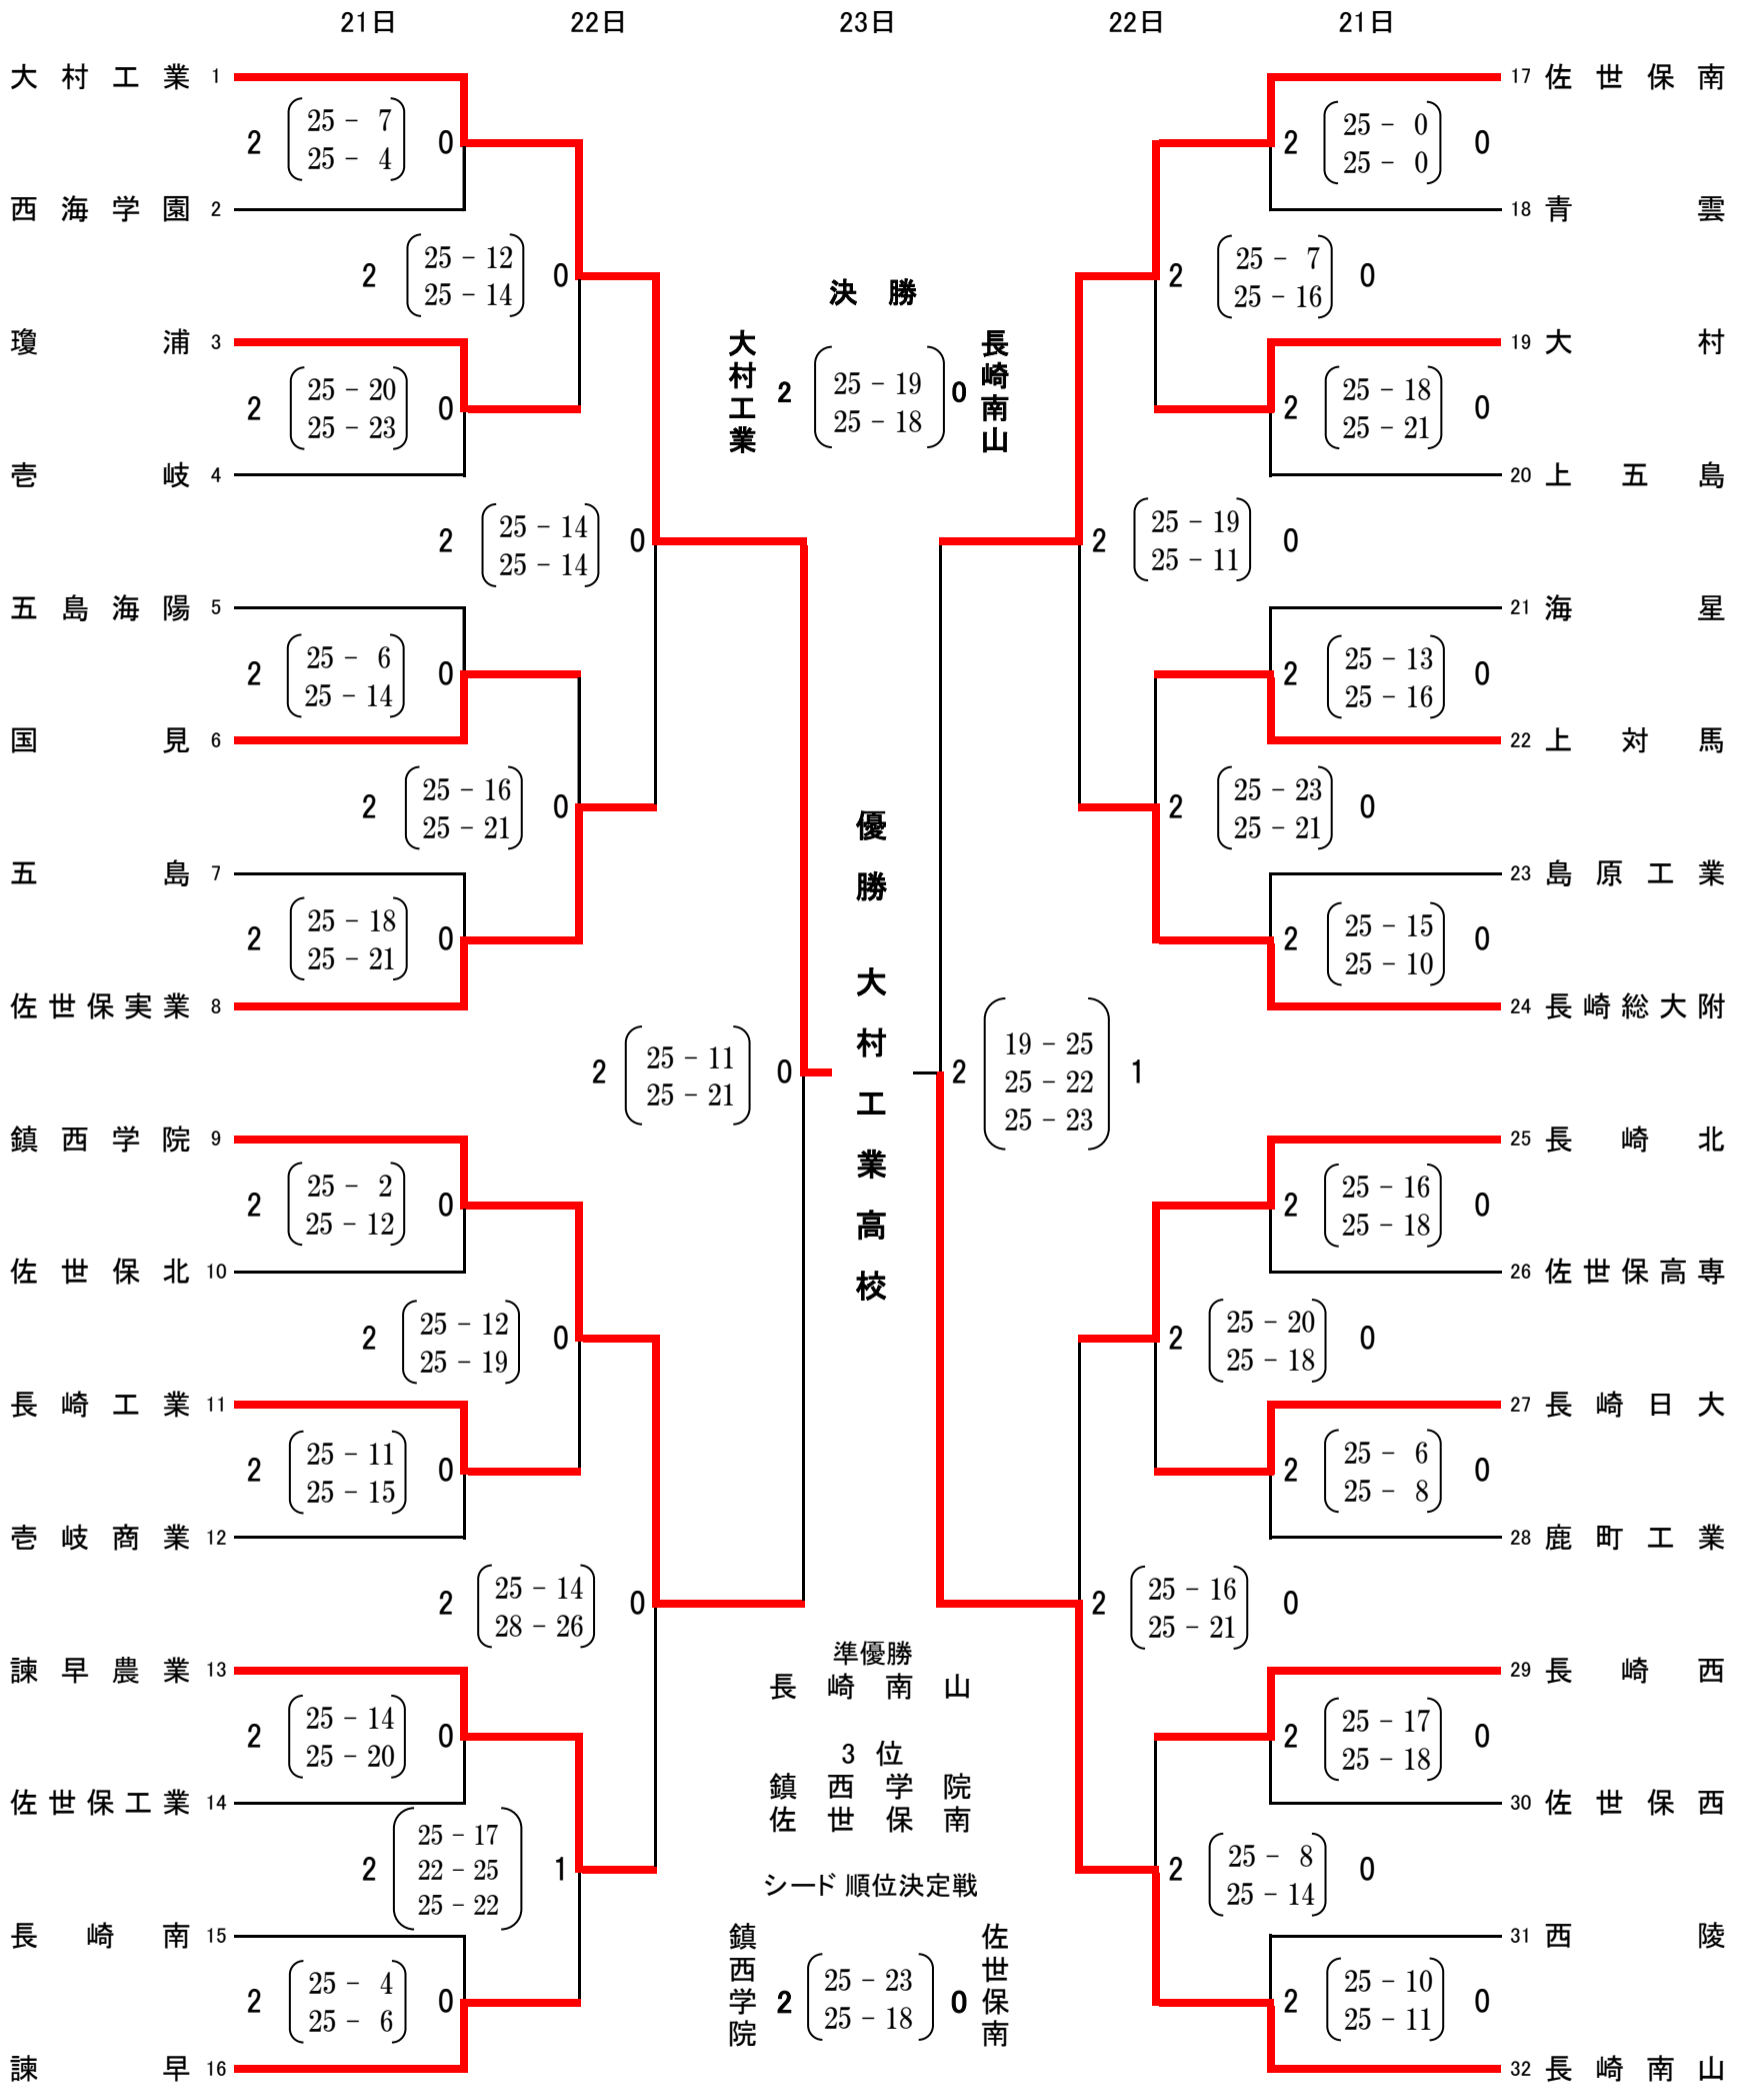 21日 22日 23日 22日 21日
大村工業 1
2 25 - 7 0
25 - 4
西海学園 2
2 25 - 12 0
25 - 14
瓊浦 3
2 25 - 20 0
25 - 23
壱岐 4
2 25 - 14 0
25 - 14
五島海陽 5
2 25 - 6 0
25 - 14
国見 6
2 25 - 16 0
25 - 21
五島 7
2 25 - 18 0
25 - 21
佐世保実業 8
2 25 - 11 0
25 - 21
鎮西学院 9
2 25 - 2 0
25 - 12
佐世保北 10
2 25 - 12 0
25 - 19
長崎工業 11
2 25 - 11 0
25 - 15
壱岐商業 12
2 25 - 14 0
28 - 26
諫早農業 13
2 25 - 14 0
25 - 20
佐世保工業 14
2 25 - 17 1
22 - 25
25 - 22
長崎南 15
2 25 - 4 0
25 - 6
諫早 16
決勝
大村工業 2 25 - 19 0 長崎南山
25 - 18
優勝 大村工業高校
準優勝
長崎南山
3位
鎮西学院
佐世保南
シード順位決定戦
鎮西学院 2 25 - 23 0 佐世保南
25 - 18
17 佐世保南
2 25 - 0 0
25 - 0
18 青雲
2 25 - 7 0
25 - 16
19 大村
2 25 - 18 0
25 - 21
20 上五島
2 25 - 19 0
25 - 11
21 海星
2 25 - 13 0
25 - 16
22 上対馬
2 25 - 23 0
25 - 21
23 島原工業
2 25 - 15 0
25 - 10
24 長崎総大附
2 19 - 25 1
25 - 22
25 - 23
25 長崎北
2 25 - 16 0
25 - 18
26 佐世保高専
2 25 - 20 0
25 - 18
27 長崎日大
2 25 - 6 0
25 - 8
28 鹿町工業
2 25 - 16 0
25 - 21
29 長崎西
2 25 - 17 0
25 - 18
30 佐世保西
2 25 - 8 0
25 - 14
31 西陵
2 25 - 10 0
25 - 11
32 長崎南山